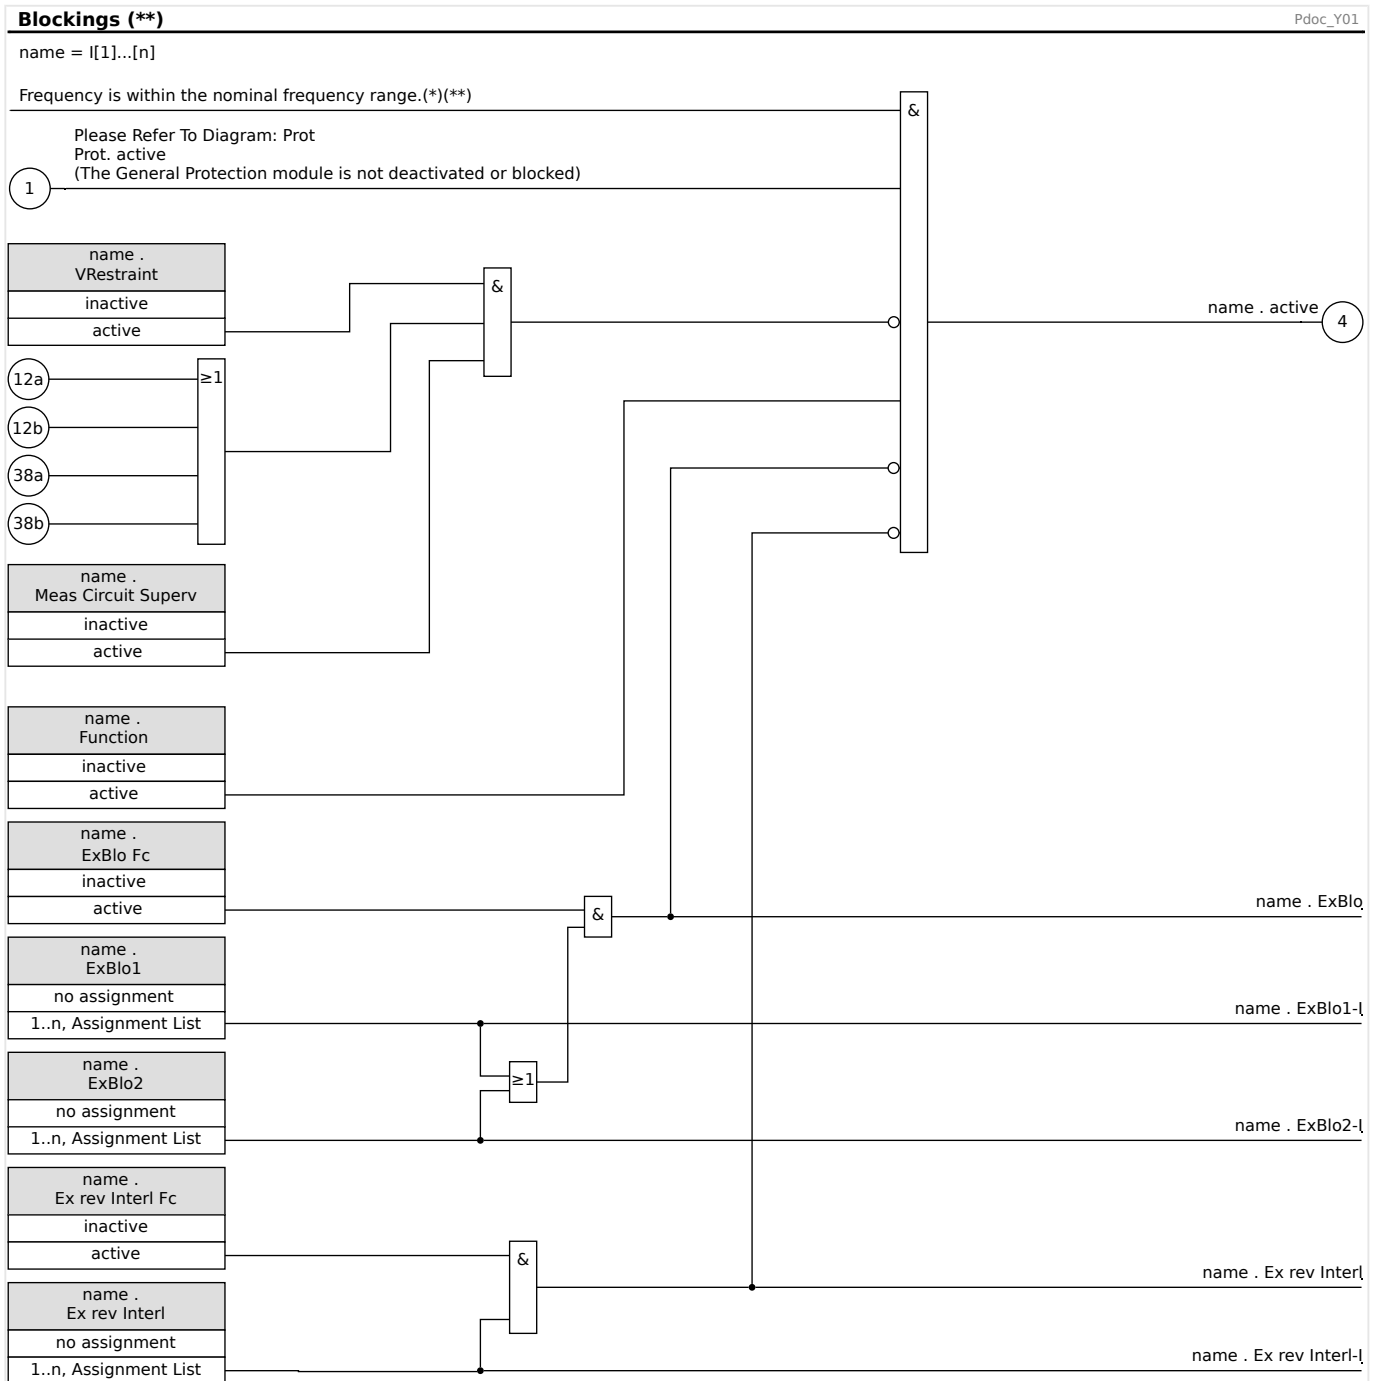 Blockings (**)
Pdoc_Y01
name = I[1]...[n]
Frequency is within the nominal frequency range.(*)(**)
&
Please Refer To Diagram: Prot
Prot. active
(The General Protection module is not deactivated or blocked)
1
name .
VRestraint
inactive
active
&
name . active
4
12a
≥1
12b
38a
38b
name .
Meas Circuit Superv
inactive
active
name .
Function
inactive
active
name .
ExBlo Fc
inactive
active
&
name . ExBlo
name .
ExBlo1
no assignment
1..n, Assignment List
name . ExBlo1-I
name .
ExBlo2
no assignment
1..n, Assignment List
≥1
name . ExBlo2-I
name .
Ex rev Interl Fc
inactive
active
&
name . Ex rev Interl
name .
Ex rev Interl
no assignment
1..n, Assignment List
name . Ex rev Interl-I